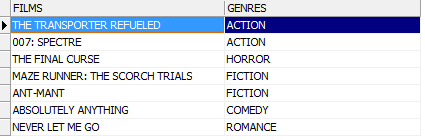 FILMS GENRES
THE TRANSPORTER REFUELED ACTION
007: SPECTRE ACTION
THE FINAL CURSE HORROR
MAZE RUNNER: THE SCORCH TRIALS FICTION
ANT-MANT FICTION
ABSOLUTELY ANYTHING COMEDY
NEVER LET ME GO ROMANCE